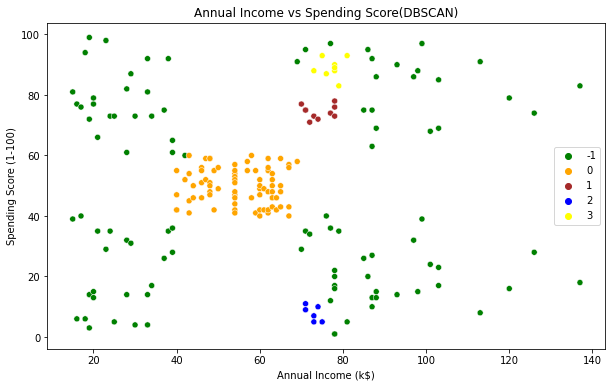 Annual Income vs Spending Score(DBSCAN)
100
80
60
40
20
0
Spending Score (1-100)
-1
0
1
2
3
20 40 60 80 100 120 140
Annual Income (k$)